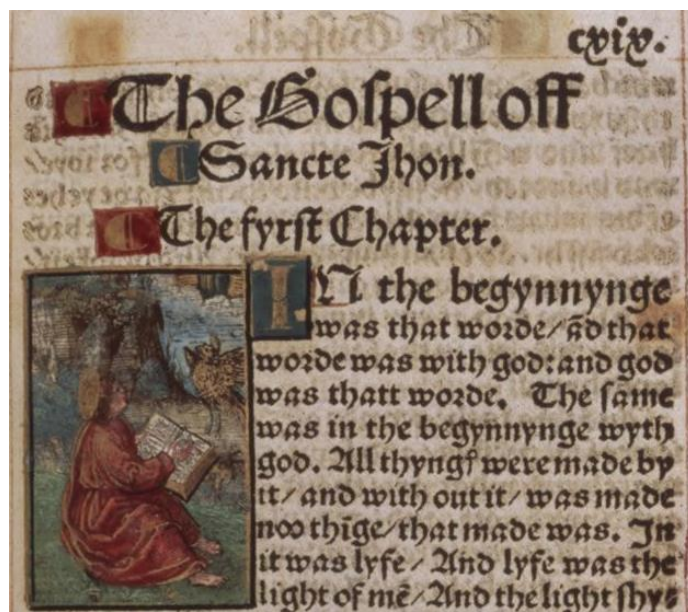 cxix.
The Gospell off
Sancte Jhon.
The fyrst Chapter.
IN the begynnynge
was that worde/ ãd that
worde was with god: and god
was thatt worde. The same
was in the begynnynge wyth
god. All thyngꝭ were made by
it/ and with out it/ was made
noo thĩge/ that made was. In
it was lyfe/ And lyfe was the
light of mẽ/ And the light shys